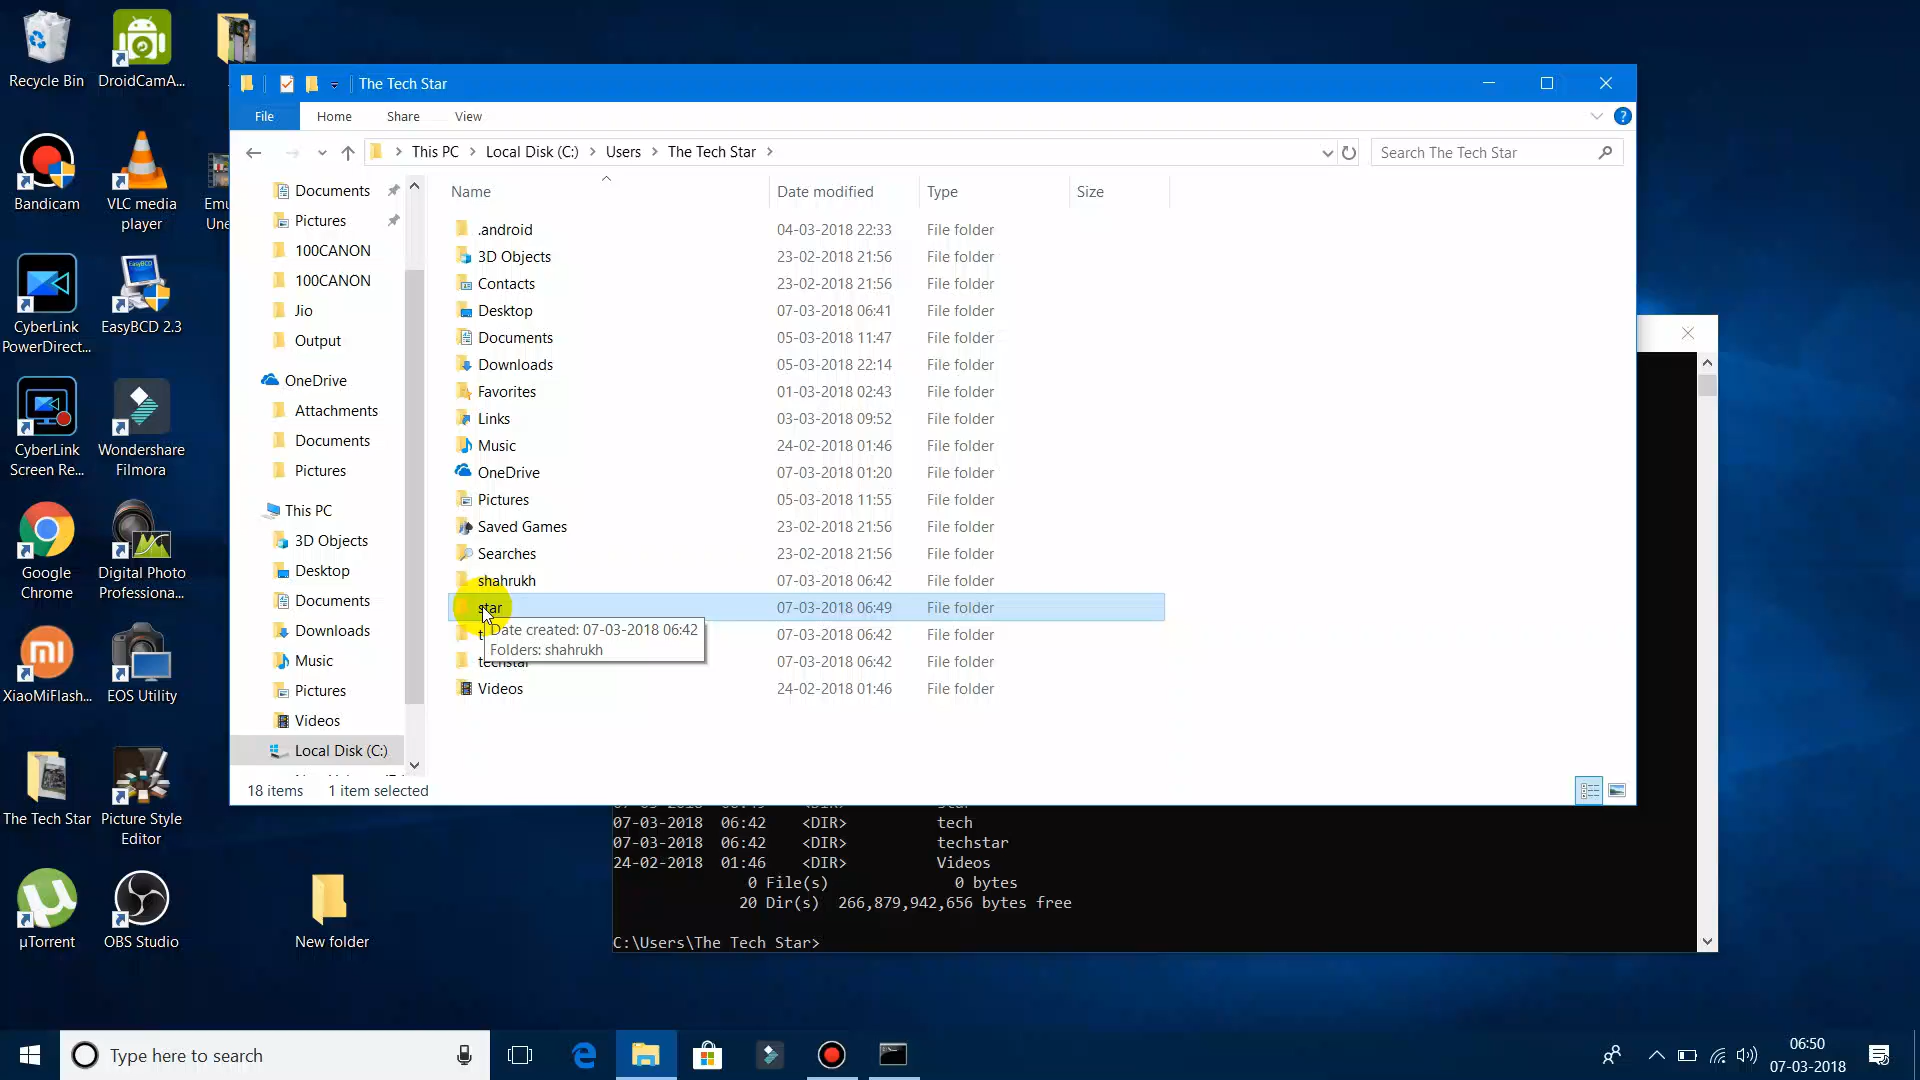 Recycle Bin
DroidCamA...
Bandicam
VLC media
player
Emu
Une
CyberLink
PowerDirect...
EasyBCD 2.3
CyberLink
Screen Re...
Wondershare
Filmora
Google
Chrome
Digital Photo
Professiona...
XiaoMiFlash...
EOS Utility
The Tech Star
Picture Style
Editor
µTorrent
OBS Studio
New folder
The Tech Star
File
Home
Share
View
This PC
Local Disk (C:)
Users
The Tech Star
Search The Tech Star
Documents
Pictures
100CANON
100CANON
Jio
Output
OneDrive
Attachments
Documents
Pictures
This PC
3D Objects
Desktop
Documents
Downloads
Music
Pictures
Videos
Local Disk (C:)
Name Date modified Type Size
.android 04-03-2018 22:33 File folder
3D Objects 23-02-2018 21:56 File folder
Contacts 23-02-2018 21:56 File folder
Desktop 07-03-2018 06:41 File folder
Documents 05-03-2018 11:47 File folder
Downloads 05-03-2018 22:14 File folder
Favorites 01-03-2018 02:43 File folder
Links 03-03-2018 09:52 File folder
Music 24-02-2018 01:46 File folder
OneDrive 07-03-2018 01:20 File folder
Pictures 05-03-2018 11:55 File folder
Saved Games 23-02-2018 21:56 File folder
Searches 23-02-2018 21:56 File folder
shahrukh 07-03-2018 06:42 File folder
star 07-03-2018 06:49 File folder
t 07-03-2018 06:42 File folder
techstar 07-03-2018 06:42 File folder
Videos 24-02-2018 01:46 File folder
Date created: 07-03-2018 06:42
Folders: shahrukh
18 items 1 item selected
07-03-2018 06:42 <DIR> tech
07-03-2018 06:42 <DIR> techstar
24-02-2018 01:46 <DIR> Videos
0 File(s) 0 bytes
20 Dir(s) 266,879,942,656 bytes free
C:\Users\The Tech Star>
Type here to search
06:50
07-03-2018